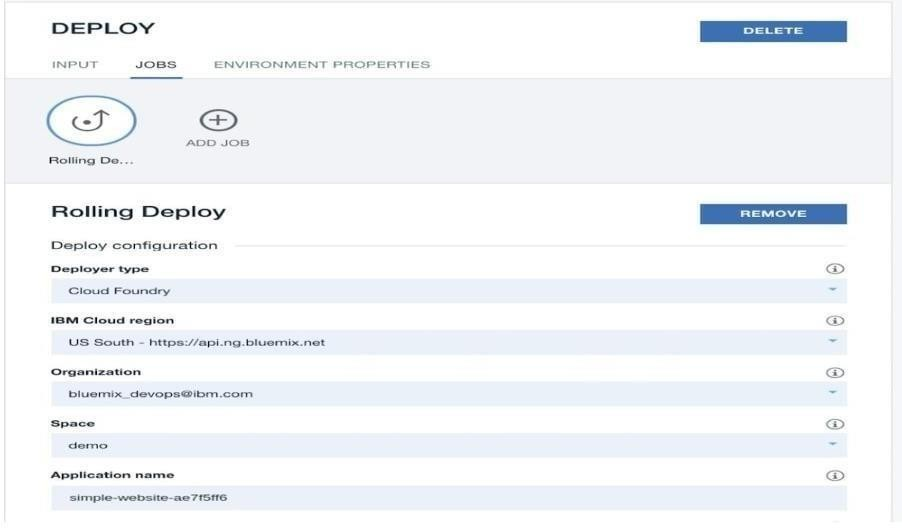 DEPLOY
DELETE
INPUT JOBS ENVIRONMENT PROPERTIES
ADD JOB
Rolling De...
Rolling Deploy
REMOVE
Deploy configuration
Deployer type
Cloud Foundry
IBM Cloud region
US South - https://api.ng.bluemix.net
Organization
bluemix_devops@ibm.com
Space
demo
Application name
simple-website-ae7f5ff6